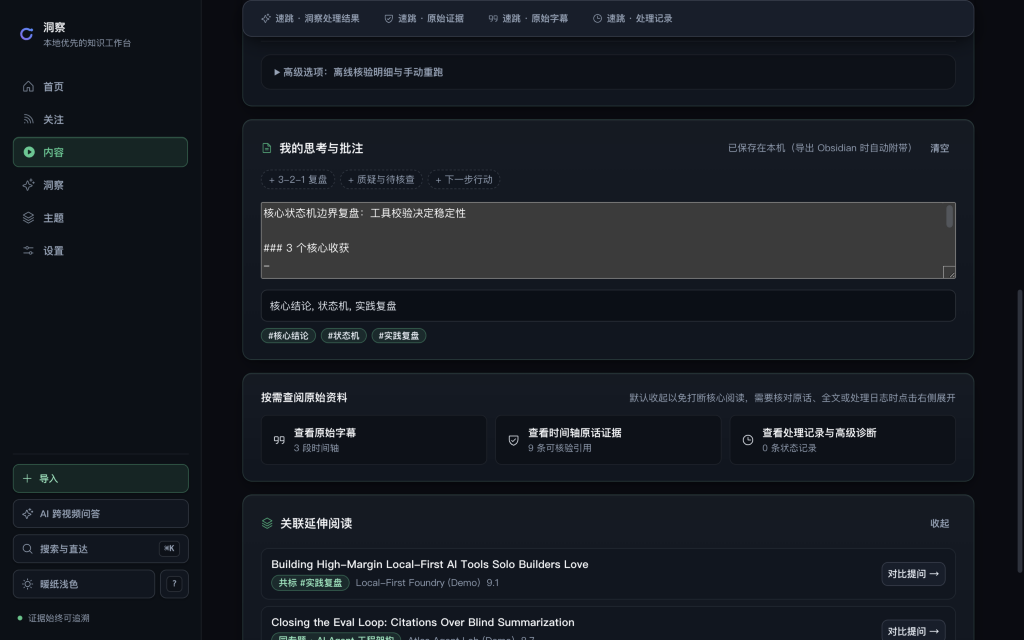 洞察
本地优先的知识工作台
首页
关注
内容
洞察
主题
设置
+ 导入
AI 跨视频问答
搜索与直达 ⌘K
暖纸浅色 ?
证据始终可追溯
速跳 · 洞察处理结果 速跳 · 原始证据 速跳 · 原始字幕 速跳 · 处理记录
▶ 高级选项：离线核验明细与手动重跑
我的思考与批注 已保存在本机（导出 Obsidian 时自动附带） 清空
+ 3-2-1 复盘 + 质疑与待核查 + 下一步行动
核心状态机边界复盘：工具校验决定稳定性
### 3 个核心收获
–
核心结论, 状态机, 实践复盘
#核心结论 #状态机 #实践复盘
按需查阅原始资料 默认收起以免打断核心阅读，需要核对原话、全文或处理日志时点击右侧展开
查看原始字幕
3 段时间轴
查看时间轴原话证据
9 条可核验引用
查看处理记录与高级诊断
0 条状态记录
关联延伸阅读 收起
Building High-Margin Local-First AI Tools Solo Builders Love
共标 #实践复盘 Local-First Foundry (Demo) 9.1
对比提问 →
Closing the Eval Loop: Citations Over Blind Summarization
同专题 · AI Agent 工程架构 Atlas Agent Lab (Demo) 9.7
对比提问 →